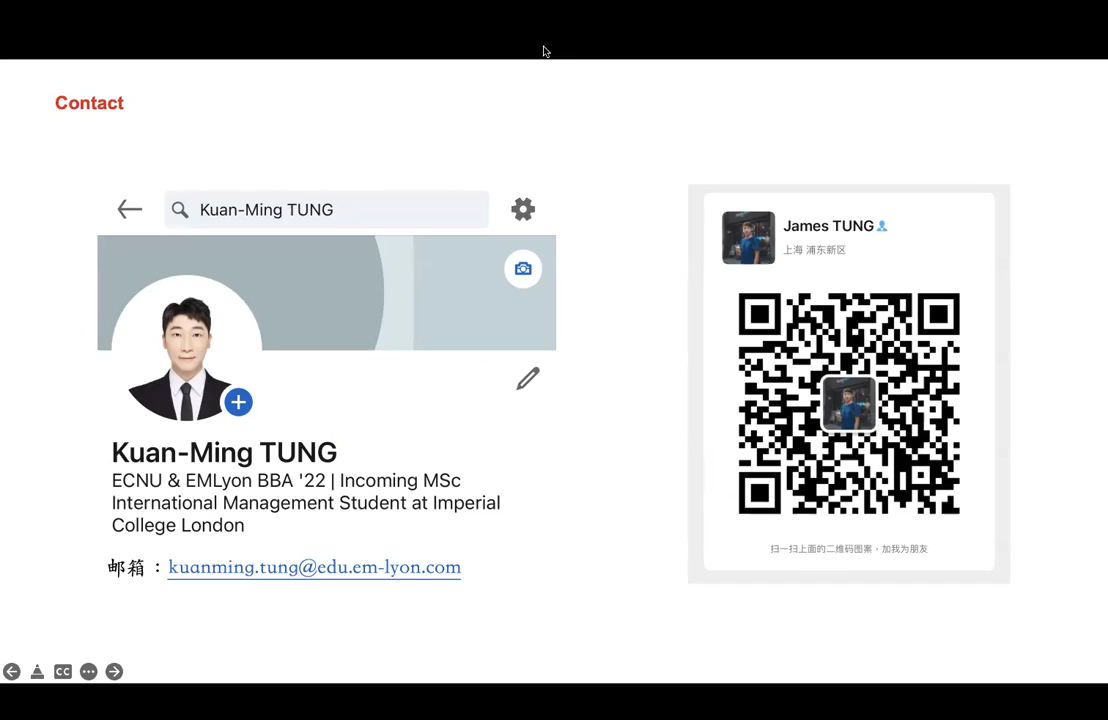 Contact
Kuan-Ming TUNG
Kuan-Ming TUNG
ECNU & EMLyon BBA '22 | Incoming MSc
International Management Student at Imperial
College London
邮箱：kuanming.tung@edu.em-lyon.com
James TUNG
上海 浦东新区
扫一扫上面的二维码图案，加我为朋友
CC